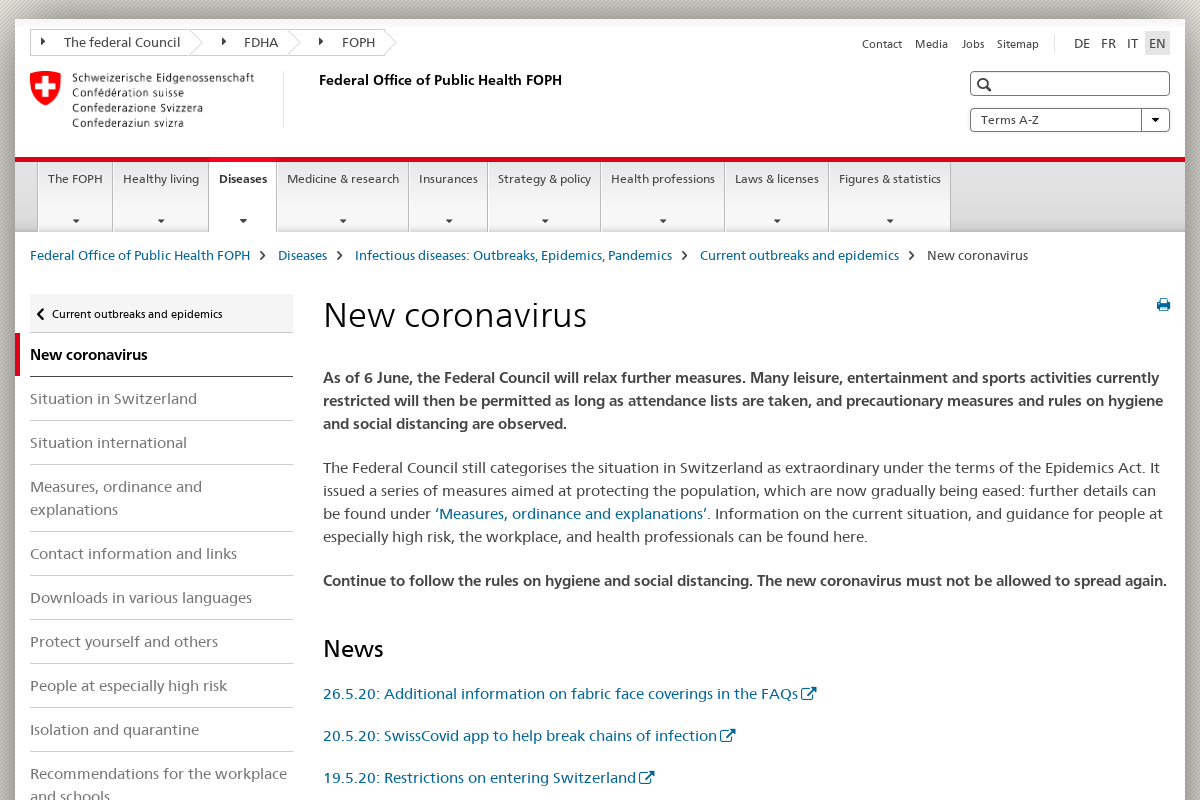 The federal Council
FDHA
FOPH
Contact
Media
Jobs
Sitemap
DE
FR
IT
EN
Schweizerische Eidgenossenschaft
Confédération suisse
Confederazione Svizzera
Confederaziun svizra
Federal Office of Public Health FOPH
Terms A-Z
The FOPH
Healthy living
Diseases
Medicine & research
Insurances
Strategy & policy
Health professions
Laws & licenses
Figures & statistics
Federal Office of Public Health FOPH
Diseases
Infectious diseases: Outbreaks, Epidemics, Pandemics
Current outbreaks and epidemics
New coronavirus
Current outbreaks and epidemics
New coronavirus
Situation in Switzerland
Situation international
Measures, ordinance and
explanations
Contact information and links
Downloads in various languages
Protect yourself and others
People at especially high risk
Isolation and quarantine
Recommendations for the workplace
and schools
New coronavirus
As of 6 June, the Federal Council will relax further measures. Many leisure, entertainment and sports activities currently
restricted will then be permitted as long as attendance lists are taken, and precautionary measures and rules on hygiene
and social distancing are observed.
The Federal Council still categorises the situation in Switzerland as extraordinary under the terms of the Epidemics Act. It
issued a series of measures aimed at protecting the population, which are now gradually being eased: further details can
be found under ‘Measures, ordinance and explanations’. Information on the current situation, and guidance for people at
especially high risk, the workplace, and health professionals can be found here.
Continue to follow the rules on hygiene and social distancing. The new coronavirus must not be allowed to spread again.
News
26.5.20: Additional information on fabric face coverings in the FAQs
20.5.20: SwissCovid app to help break chains of infection
19.5.20: Restrictions on entering Switzerland